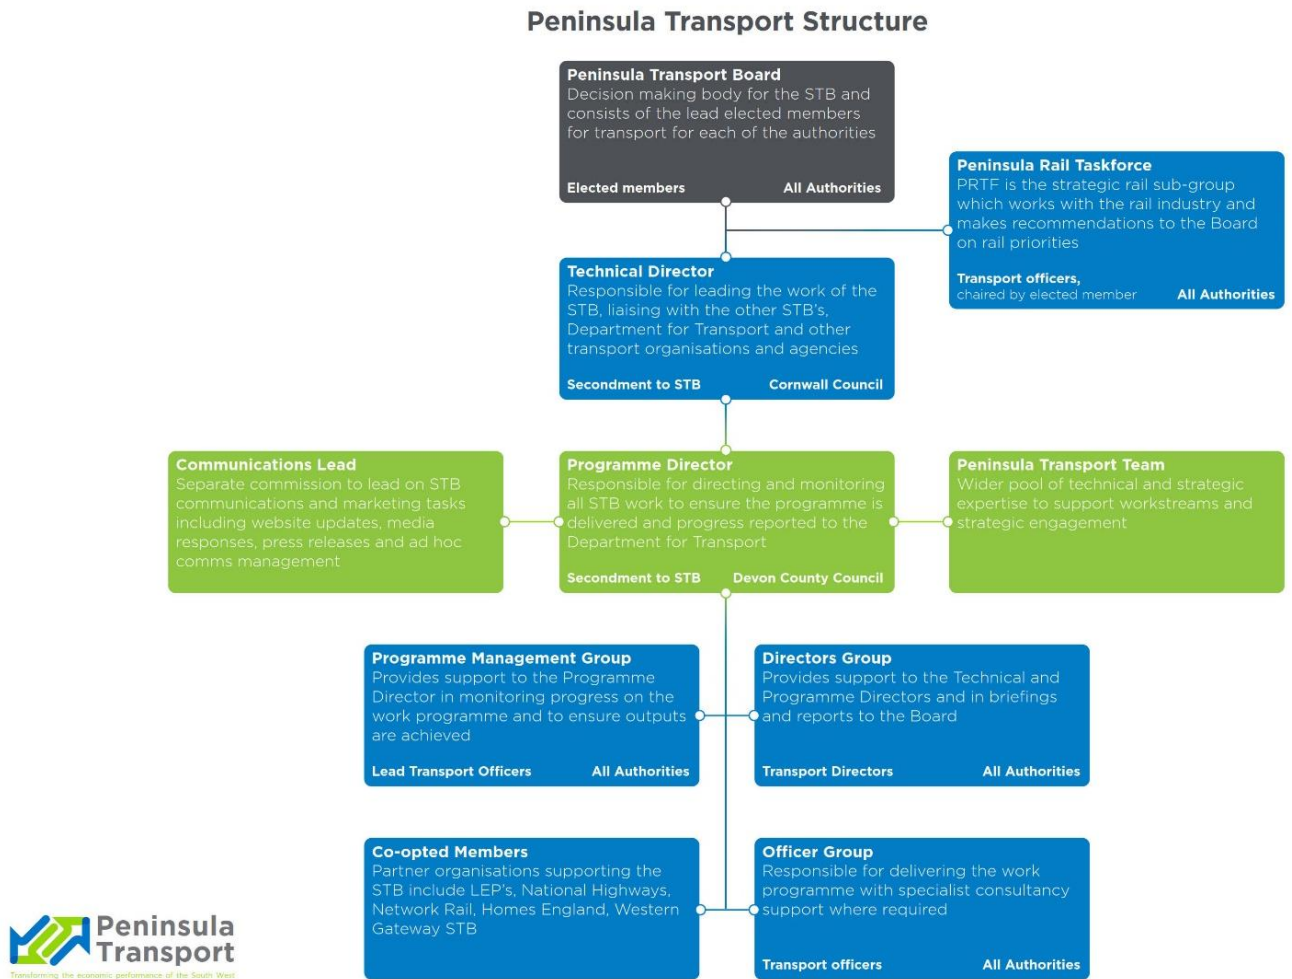 Peninsula Transport Structure
Peninsula Transport Board
Decision making body for the STB and
consists of the lead elected members
for transport for each of the authorities
Elected members All Authorities
Peninsula Rail Taskforce
PRTF is the strategic rail sub-group
which works with the rail industry and
makes recommendations to the Board
on rail priorities
Transport officers,
chaired by elected member All Authorities
Technical Director
Responsible for leading the work of the
STB, liaising with the other STB's,
Department for Transport and other
transport organisations and agencies
Secondment to STB Cornwall Council
Communications Lead
Separate commission to lead on STB
communications and marketing tasks
including website updates, media
responses, press releases and ad hoc
comms management
Programme Director
Responsible for directing and monitoring
all STB work to ensure the programme is
delivered and progress reported to the
Department for Transport
Secondment to STB Devon County Council
Peninsula Transport Team
Wider pool of technical and strategic
expertise to support workstreams and
strategic engagement
Programme Management Group
Provides support to the Programme
Director in monitoring progress on the
work programme and to ensure outputs
are achieved
Lead Transport Officers All Authorities
Directors Group
Provides support to the Technical and
Programme Directors and in briefings
and reports to the Board
Transport Directors All Authorities
Co-opted Members
Partner organisations supporting the
STB include LEP's, National Highways,
Network Rail, Homes England, Western
Gateway STB
Officer Group
Responsible for delivering the work
programme with specialist consultancy
support where required
Transport officers All Authorities
Peninsula
Transport
Transforming the economic performance of the South West